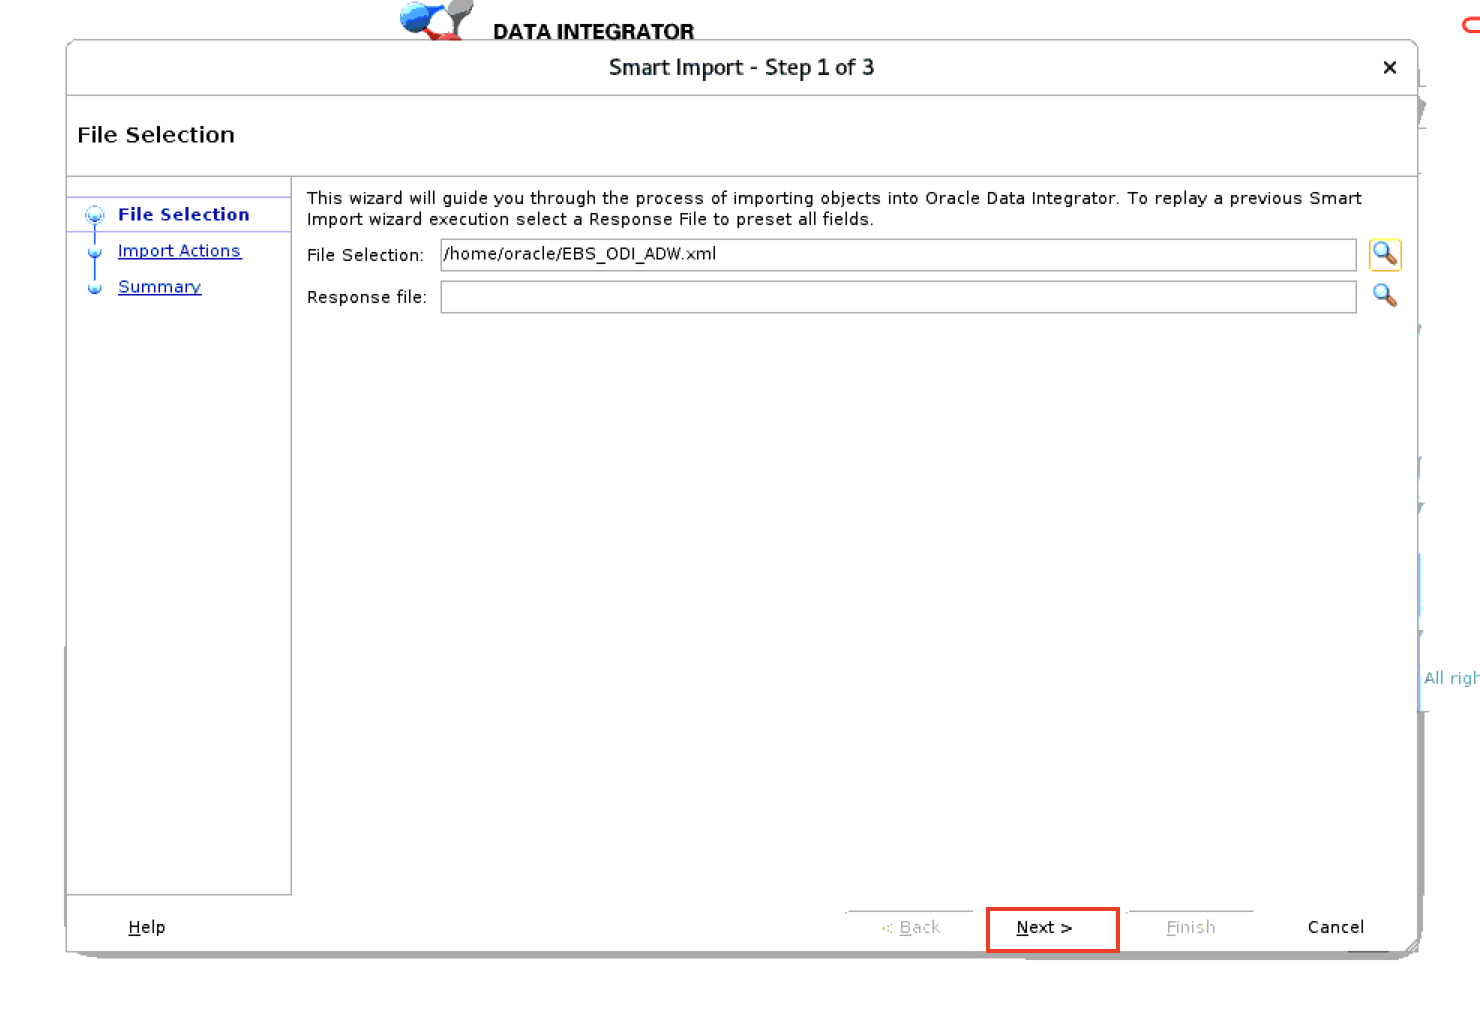 DATA INTEGRATOR
Smart Import - Step 1 of 3
File Selection
File Selection
Import Actions
Summary
This wizard will guide you through the process of importing objects into Oracle Data Integrator. To replay a previous Smart
Import wizard execution select a Response File to preset all fields.
File Selection: /home/oracle/EBS_ODI_ADW.xml
Response file:
All righ
Help
< Back
Next >
Finish
Cancel